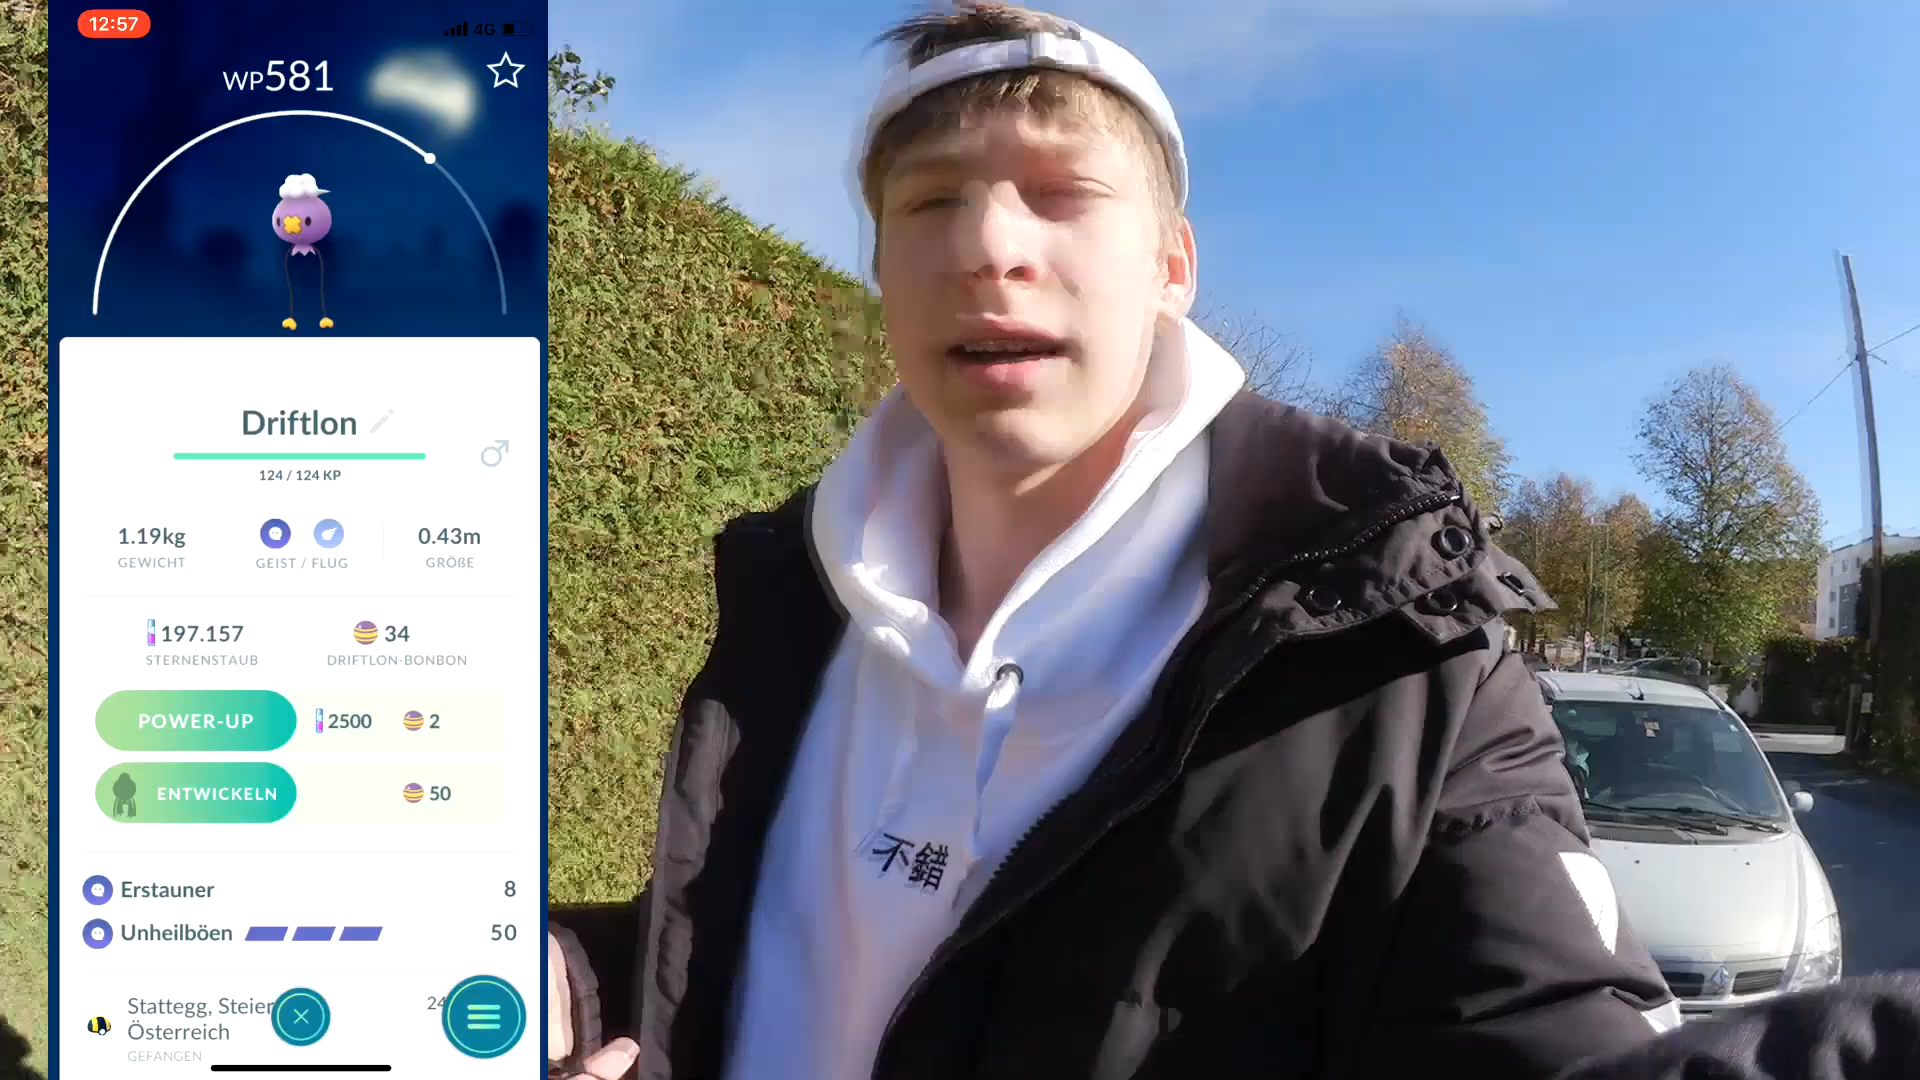 12:57
4G
WP581
Driftlon
124 / 124 KP
1.19kg
GEWICHT
GEIST / FLUG
0.43m
GRÖßE
197.157
STERNENSTAUB
34
DRIFTLON-BONBON
POWER-UP
2500
2
ENTWICKELN
50
Erstauner
8
Unheilböen
50
Stattegg, Steier
24
Österreich
GEFANGEN
不錯